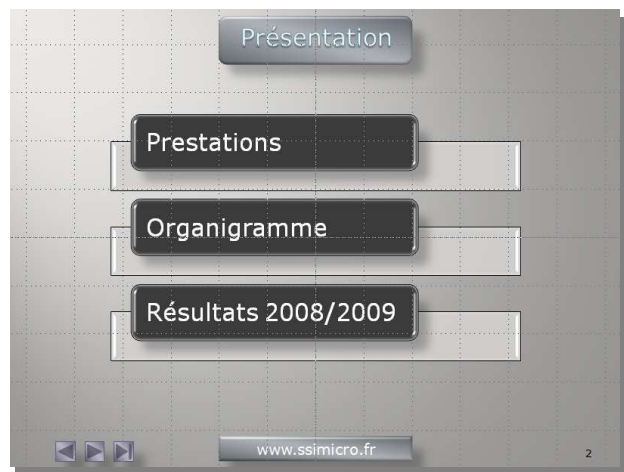 Présentation
Prestations
Organigramme
Résultats 2008/2009
www.ssimicro.fr
2